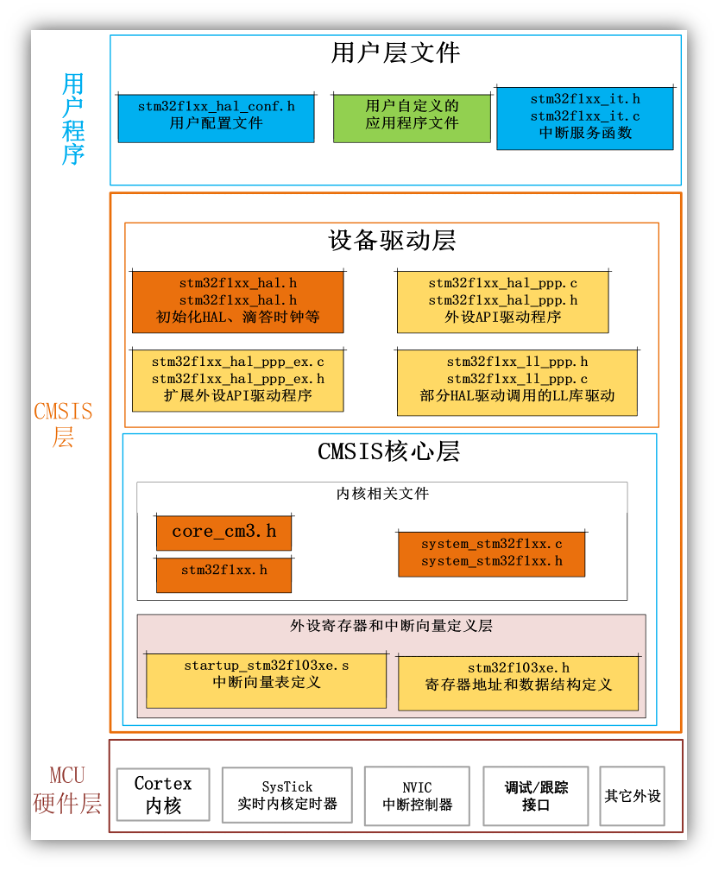 用户程序
用户层文件
stm32f1xx_hal_conf.h
用户配置文件
用户自定义的
应用程序文件
stm32f1xx_it.h
stm32f1xx_it.c
中断服务函数
CMSIS
层
设备驱动层
stm32f1xx_hal.h
stm32f1xx_hal.h
初始化HAL、滴答时钟等
stm32f1xx_hal_ppp.c
stm32f1xx_hal_ppp.h
外设API驱动程序
stm32f1xx_hal_ppp_ex.c
stm32f1xx_hal_ppp_ex.h
扩展外设API驱动程序
stm32f1xx_ll_ppp.h
stm32f1xx_ll_ppp.c
部分HAL驱动调用的LL库驱动
CMSIS核心层
内核相关文件
core_cm3.h
stm32f1xx.h
system_stm32f1xx.c
system_stm32f1xx.h
外设寄存器和中断向量定义层
startup_stm32f103xe.s
中断向量表定义
stm32f103xe.h
寄存器地址和数据结构定义
MCU
硬件层
Cortex
内核
SysTick
实时内核定时器
NVIC
中断控制器
调试/跟踪
接口
其它外设